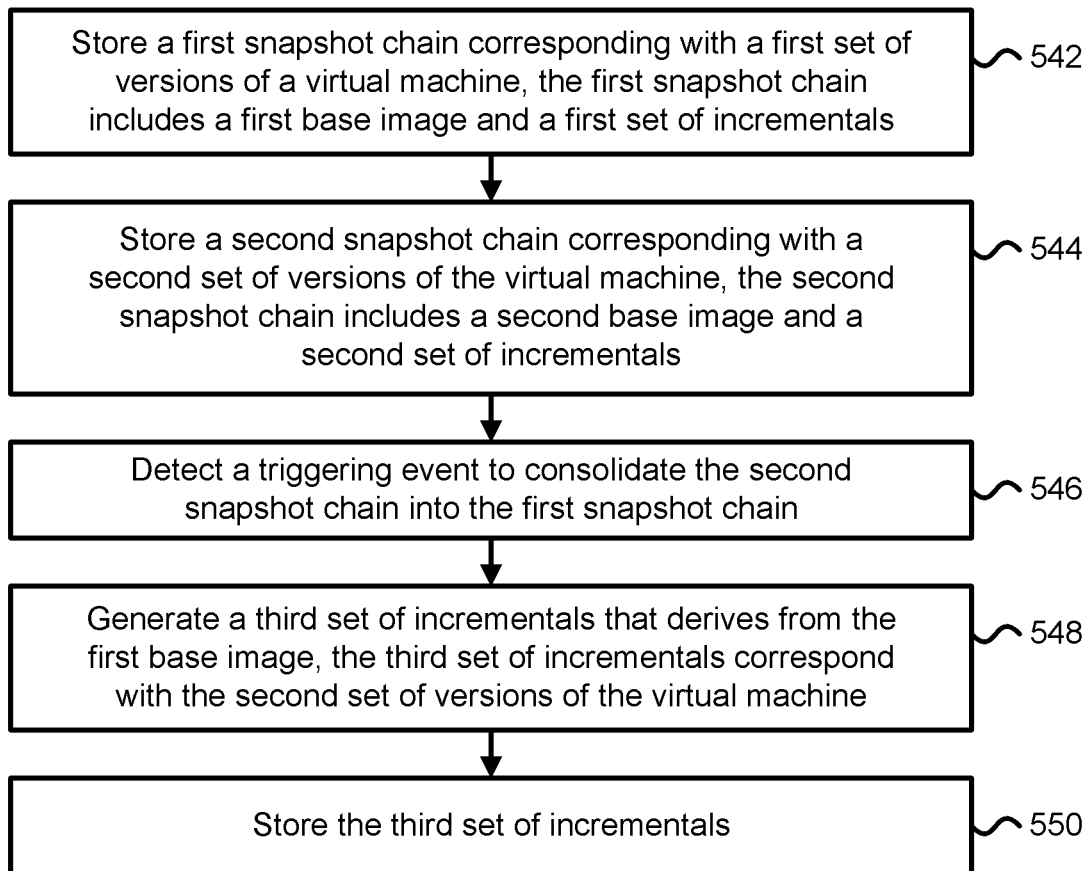 Store a first snapshot chain corresponding with a first set of
versions of a virtual machine, the first snapshot chain
includes a first base image and a first set of incrementals
542
Store a second snapshot chain corresponding with a
second set of versions of the virtual machine, the second
snapshot chain includes a second base image and a
second set of incrementals
544
Detect a triggering event to consolidate the second
snapshot chain into the first snapshot chain
546
Generate a third set of incrementals that derives from the
first base image, the third set of incrementals correspond
with the second set of versions of the virtual machine
548
Store the third set of incrementals
550